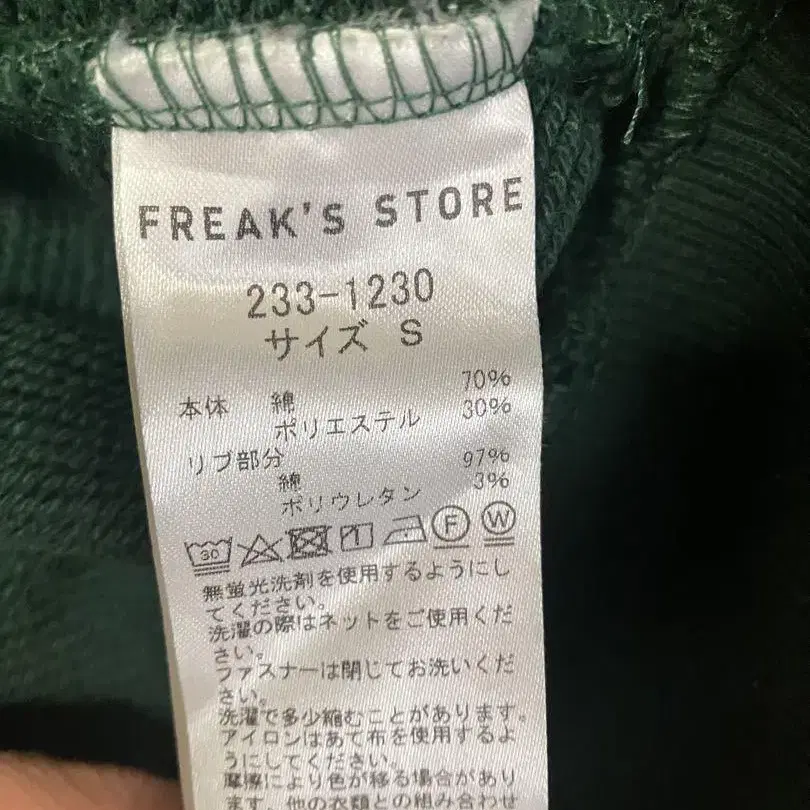 FREAK'S STORE
233-1230
サイズ S
本体 綿 70%
ポリエステル 30%
リブ部分
綿 97%
ポリウレタン 3%
30 F W
無蛍光洗剤を使用するようにし
てください。
洗濯の際はネットをご使用くだ
さい。
ファスナーは閉じてお洗いくだ
さい。
洗濯で多少縮むことがあります。
アイロンはあて布を使用するよ
うにしてください。
摩擦により色が移る場合があり
ます。他の衣類との組み合わせ